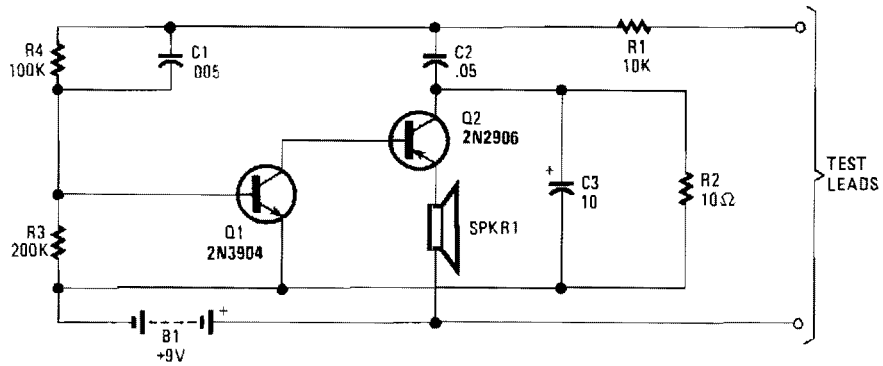 R4
100K
C1
.005
C2
.05
R1
10K
Q2
2N2906
C3
10
+
R2
10Ω
TEST
LEADS
Q1
2N3904
SPKR1
R3
200K
+
B1
+9V